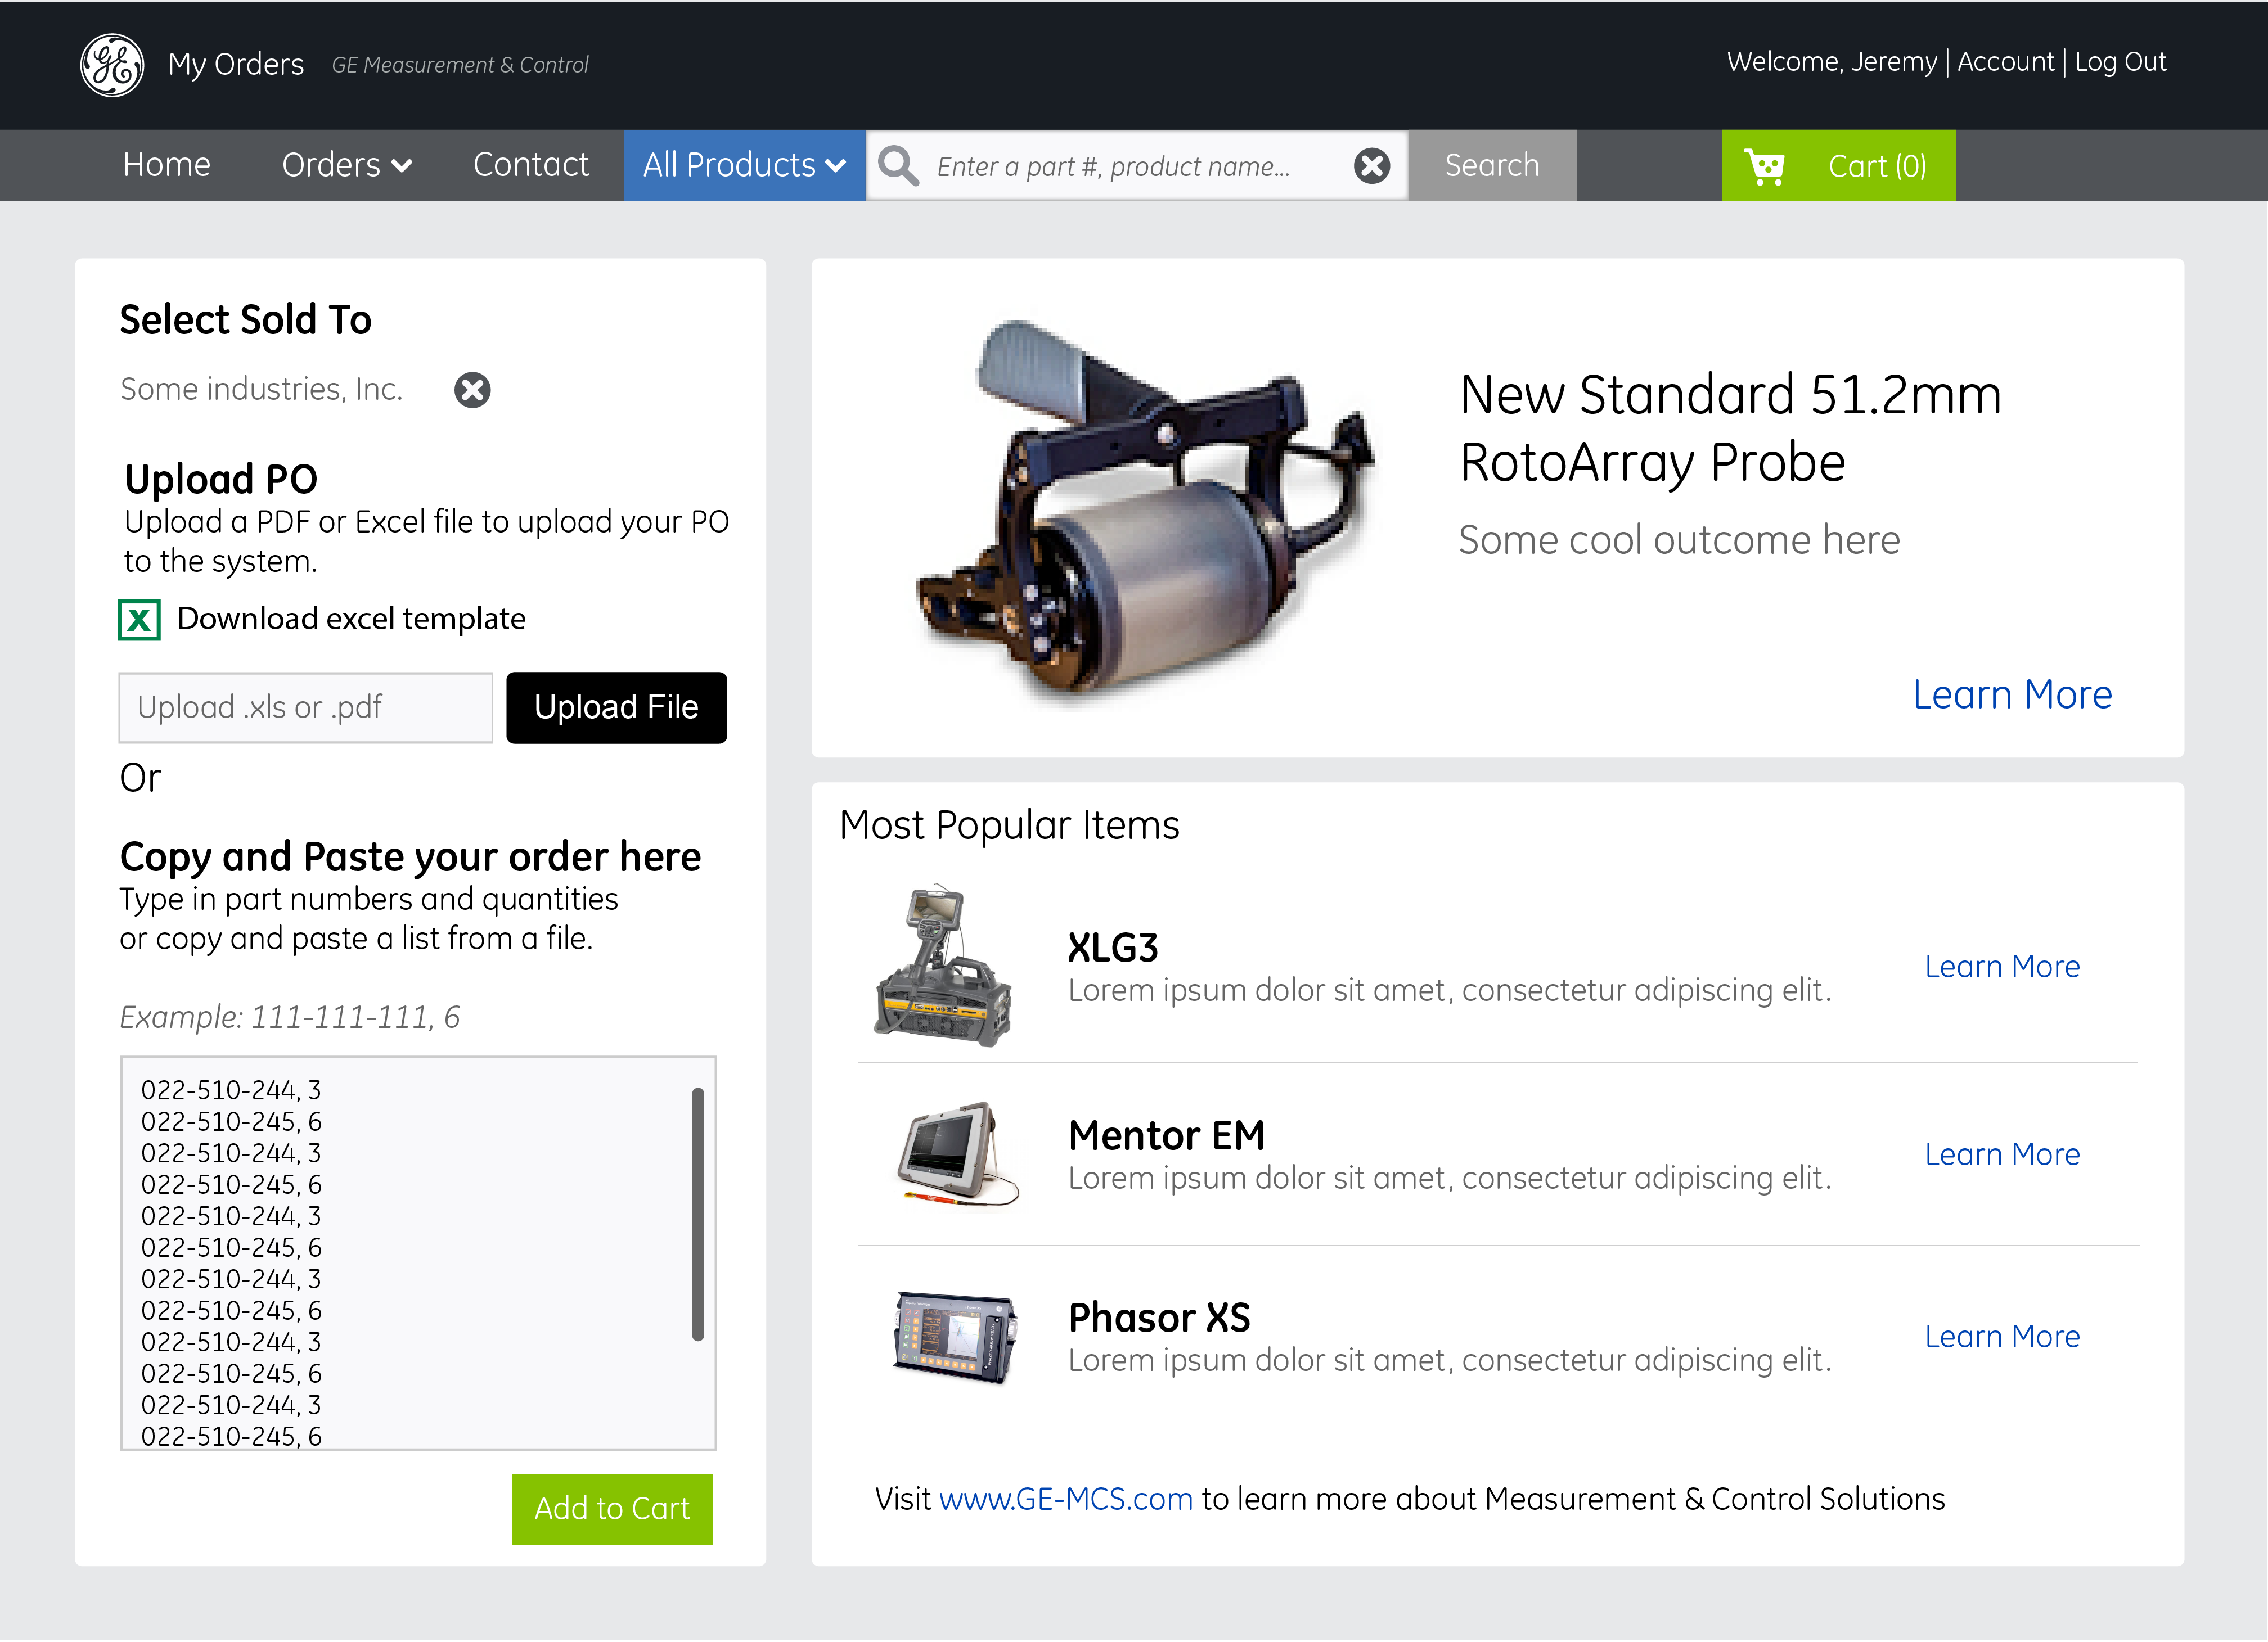 GE My Orders GE Measurement & Control
Welcome, Jeremy | Account | Log Out
Home Orders Contact All Products Enter a part #, product name... Search Cart (0)
Select Sold To
Some industries, Inc.
Upload PO
Upload a PDF or Excel file to upload your PO
to the system.
X Download excel template
Upload .xls or .pdf Upload File
Or
Copy and Paste your order here
Type in part numbers and quantities
or copy and paste a list from a file.
Example: 111-111-111, 6
022-510-244, 3
022-510-245, 6
022-510-244, 3
022-510-245, 6
022-510-244, 3
022-510-245, 6
022-510-244, 3
022-510-245, 6
022-510-244, 3
022-510-245, 6
022-510-244, 3
022-510-245, 6
Add to Cart
New Standard 51.2mm
RotoArray Probe
Some cool outcome here
Learn More
Most Popular Items
XLG3
Lorem ipsum dolor sit amet, consectetur adipiscing elit.
Learn More
Mentor EM
Lorem ipsum dolor sit amet, consectetur adipiscing elit.
Learn More
Phasor XS
Lorem ipsum dolor sit amet, consectetur adipiscing elit.
Learn More
Visit www.GE-MCS.com to learn more about Measurement & Control Solutions